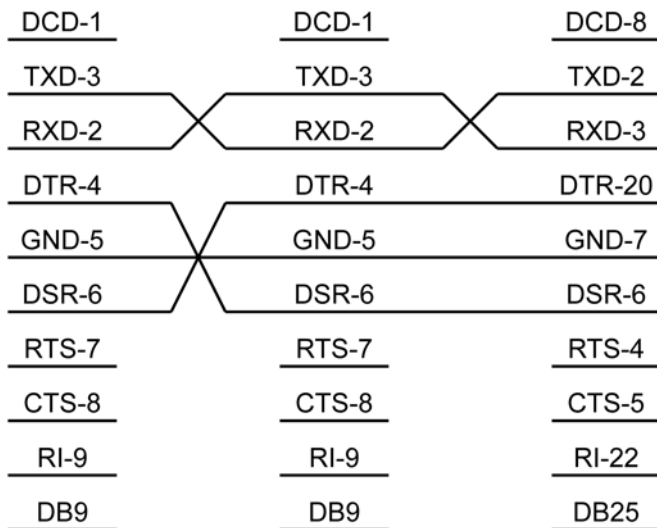 DCD-1 DCD-1 DCD-8
TXD-3 TXD-3 TXD-2
RXD-2 RXD-2 RXD-3
DTR-4 DTR-4 DTR-20
GND-5 GND-5 GND-7
DSR-6 DSR-6 DSR-6
RTS-7 RTS-7 RTS-4
CTS-8 CTS-8 CTS-5
RI-9 RI-9 RI-22
DB9 DB9 DB25